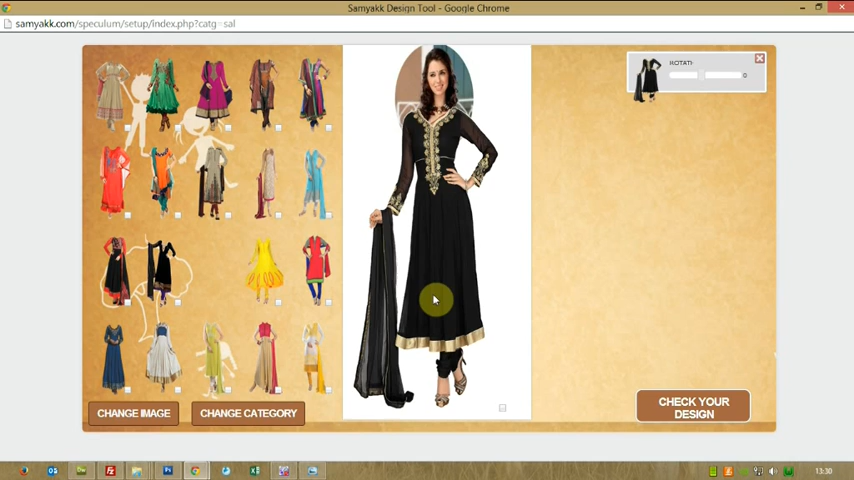 Samyakk Design Tool - Google Chrome
samyakk.com/speculum/setup/index.php?catg=sal
ROTATE
0
CHANGE IMAGE
CHANGE CATEGORY
CHECK YOUR
DESIGN
13:30